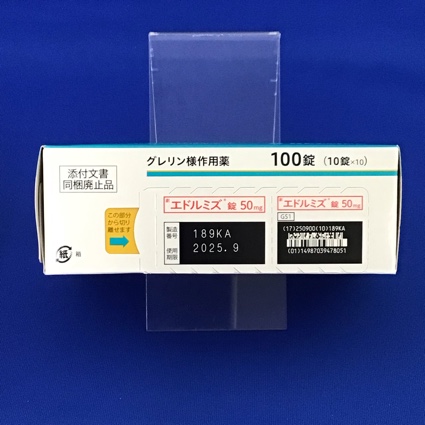 グレリン様作用薬 100錠 (10錠×10)
添付文書
同梱廃止品
この部分
から切り
離せます
エドルミズ®錠 50mg
製造
番号
189KA
使用
期限
2025.9
エドルミズ®錠 50mg
GS1
(17)250900(10)189KA
(01)14987039478051
紙 箱